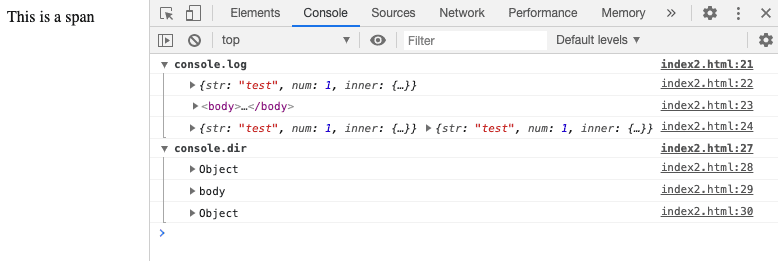 This is a span
Elements Console Sources Network Performance Memory »
top Filter Default levels
console.log index2.html:21
{str: "test", num: 1, inner: {…}} index2.html:22
<body>…</body> index2.html:23
{str: "test", num: 1, inner: {…}} {str: "test", num: 1, inner: {…}} index2.html:24
console.dir index2.html:27
Object index2.html:28
body index2.html:29
Object index2.html:30